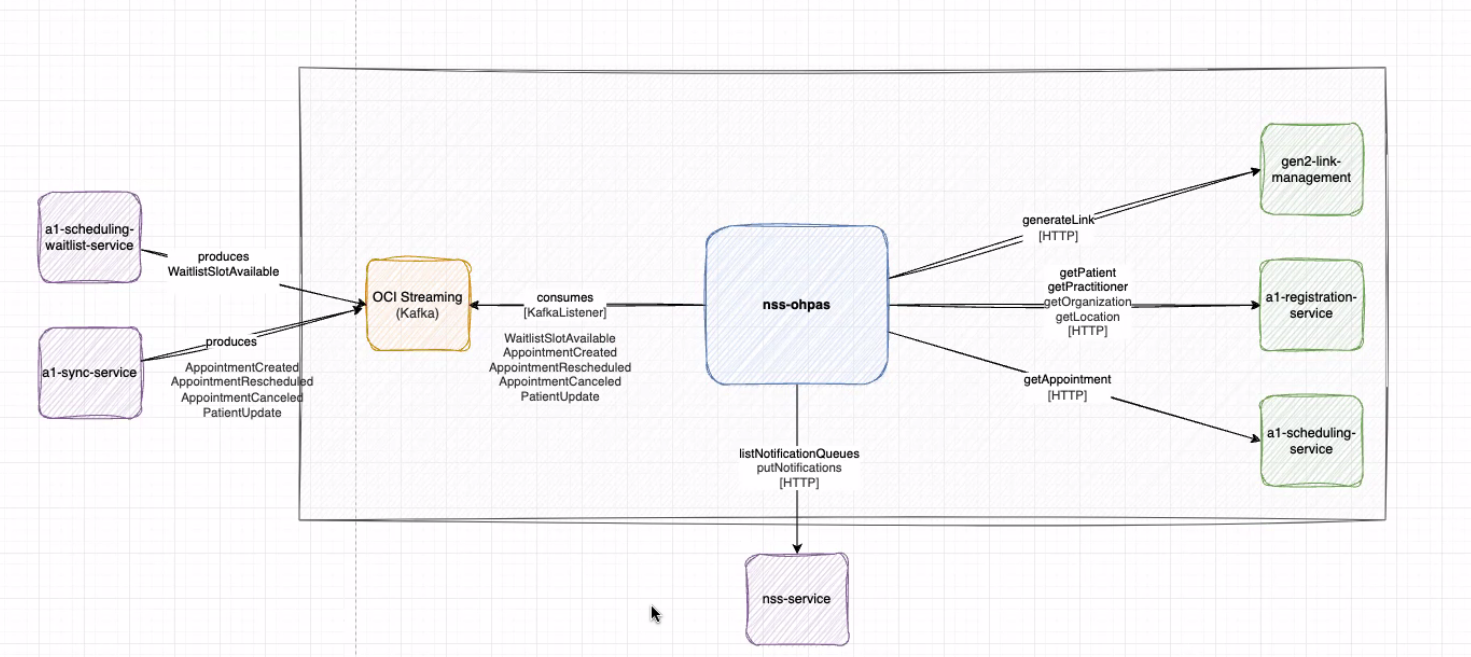 a1-scheduling-
waitlist-service
produces
WaitlistSlotAvailable
a1-sync-service
produces
AppointmentCreated
AppointmentRescheduled
AppointmentCanceled
PatientUpdate
OCI Streaming
(Kafka)
consumes
[KafkaListener]
WaitlistSlotAvailable
AppointmentCreated
AppointmentRescheduled
AppointmentCanceled
PatientUpdate
nss-ohpas
generateLink
[HTTP]
gen2-link-
management
getPatient
getPractitioner
getOrganization
getLocation
[HTTP]
a1-registration-
service
getAppointment
[HTTP]
a1-scheduling-
service
listNotificationQueues
putNotifications
[HTTP]
nss-service